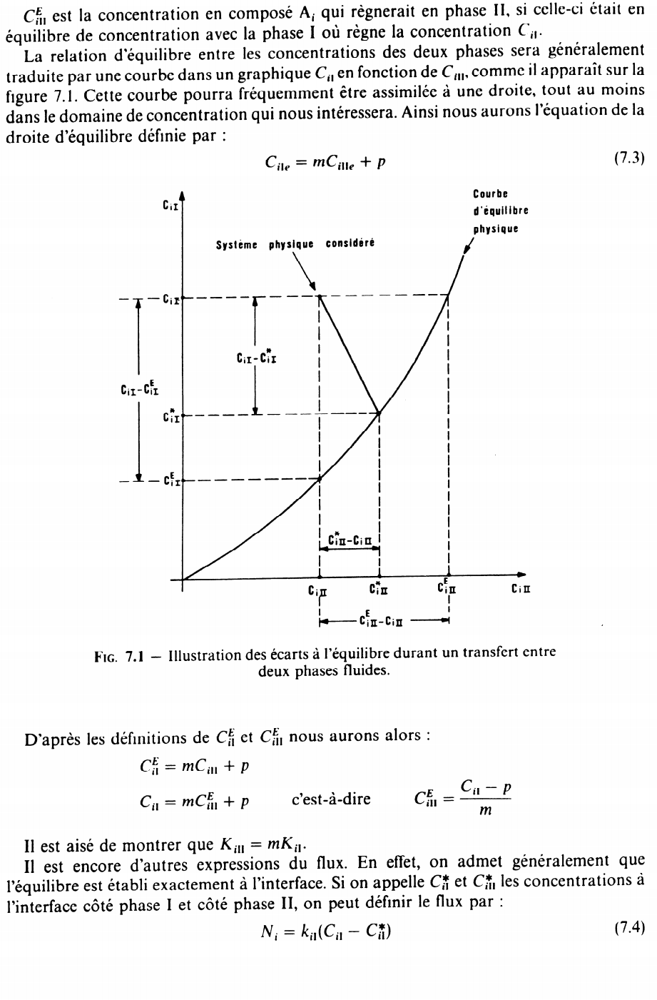 C_{iII}^E est la concentration en composé A_i qui règnerait en phase II, si celle-ci était en
équilibre de concentration avec la phase I où règne la concentration C_{iI}.
La relation d'équilibre entre les concentrations des deux phases sera généralement
traduite par une courbe dans un graphique C_{iI} en fonction de C_{iII}, comme il apparaît sur la
figure 7.1. Cette courbe pourra fréquemment être assimilée à une droite, tout au moins
dans le domaine de concentration qui nous intéressera. Ainsi nous aurons l'équation de la
droite d'équilibre définie par :
C_{iIe} = mC_{iIIe} + p (7.3)
C_{iI}
Courbe
d'équilibre
physique
Système physique considéré
C_{iI}
C_{iI}-C_{iI}^*
C_{iI}-C_{iI}^E
C_{iI}^*
C_{iI}^E
C_{iII}^*-C_{iII}
C_{iII} C_{iII}^* C_{iII}^E C_{iII}
C_{iII}^E-C_{iII}
FIG. 7.1 — Illustration des écarts à l'équilibre durant un transfert entre
deux phases fluides.
D'après les définitions de C_{iI}^E et C_{iII}^E nous aurons alors :
C_{iI}^E = mC_{iII} + p
C_{iI} = mC_{iII}^E + p c'est-à-dire C_{iII}^E = \frac{C_{iI} - p}{m}
Il est aisé de montrer que K_{iII} = mK_{iI}.
Il est encore d'autres expressions du flux. En effet, on admet généralement que
l'équilibre est établi exactement à l'interface. Si on appelle C_{iI}^* et C_{iII}^* les concentrations à
l'interface côté phase I et côté phase II, on peut définir le flux par :
N_i = k_{iI}(C_{iI} - C_{iI}^*) (7.4)